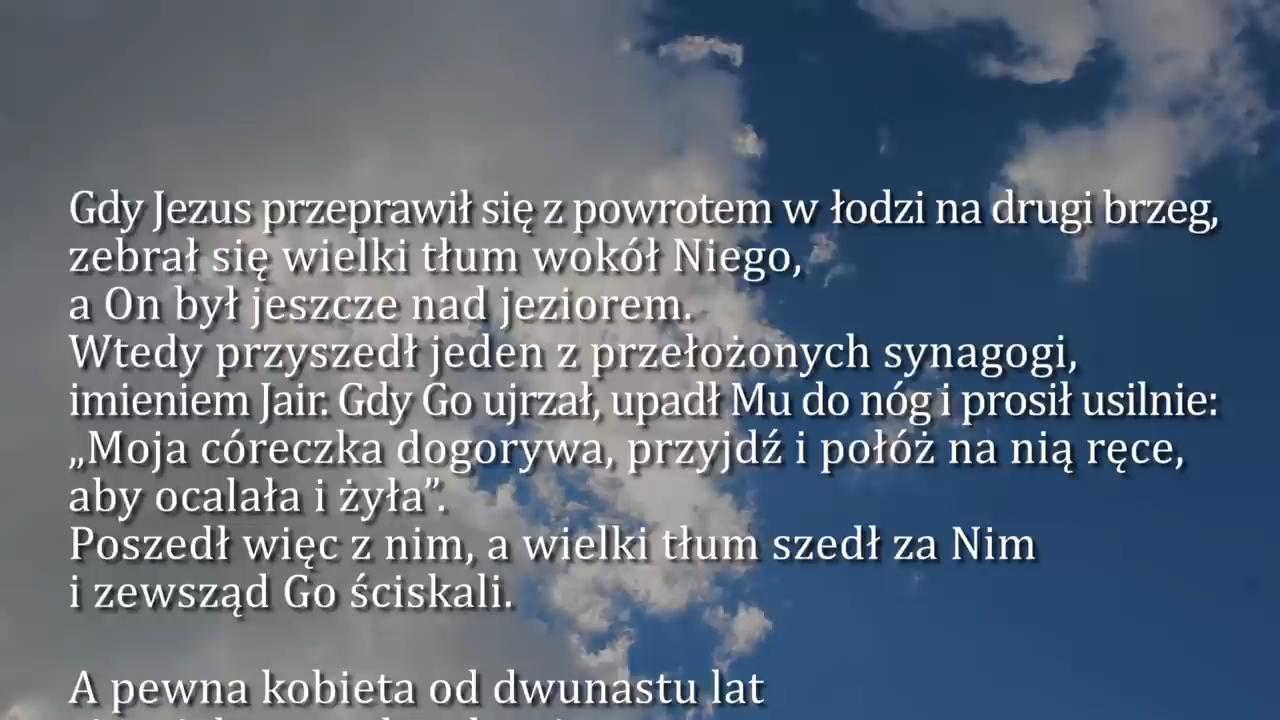 Gdy Jezus przeprawił się z powrotem w łodzi na drugi brzeg,
zebrał się wielki tłum wokół Niego,
a On był jeszcze nad jeziorem.
Wtedy przyszedł jeden z przełożonych synagogi,
imieniem Jair. Gdy Go ujrzał, upadł Mu do nóg i prosił usilnie:
„Moja córeczka dogorywa, przyjdź i połóż na nią ręce,
aby ocalała i żyła”.
Poszedł więc z nim, a wielki tłum szedł za Nim
i zewsząd Go ściskali.
A pewna kobieta od dwunastu lat